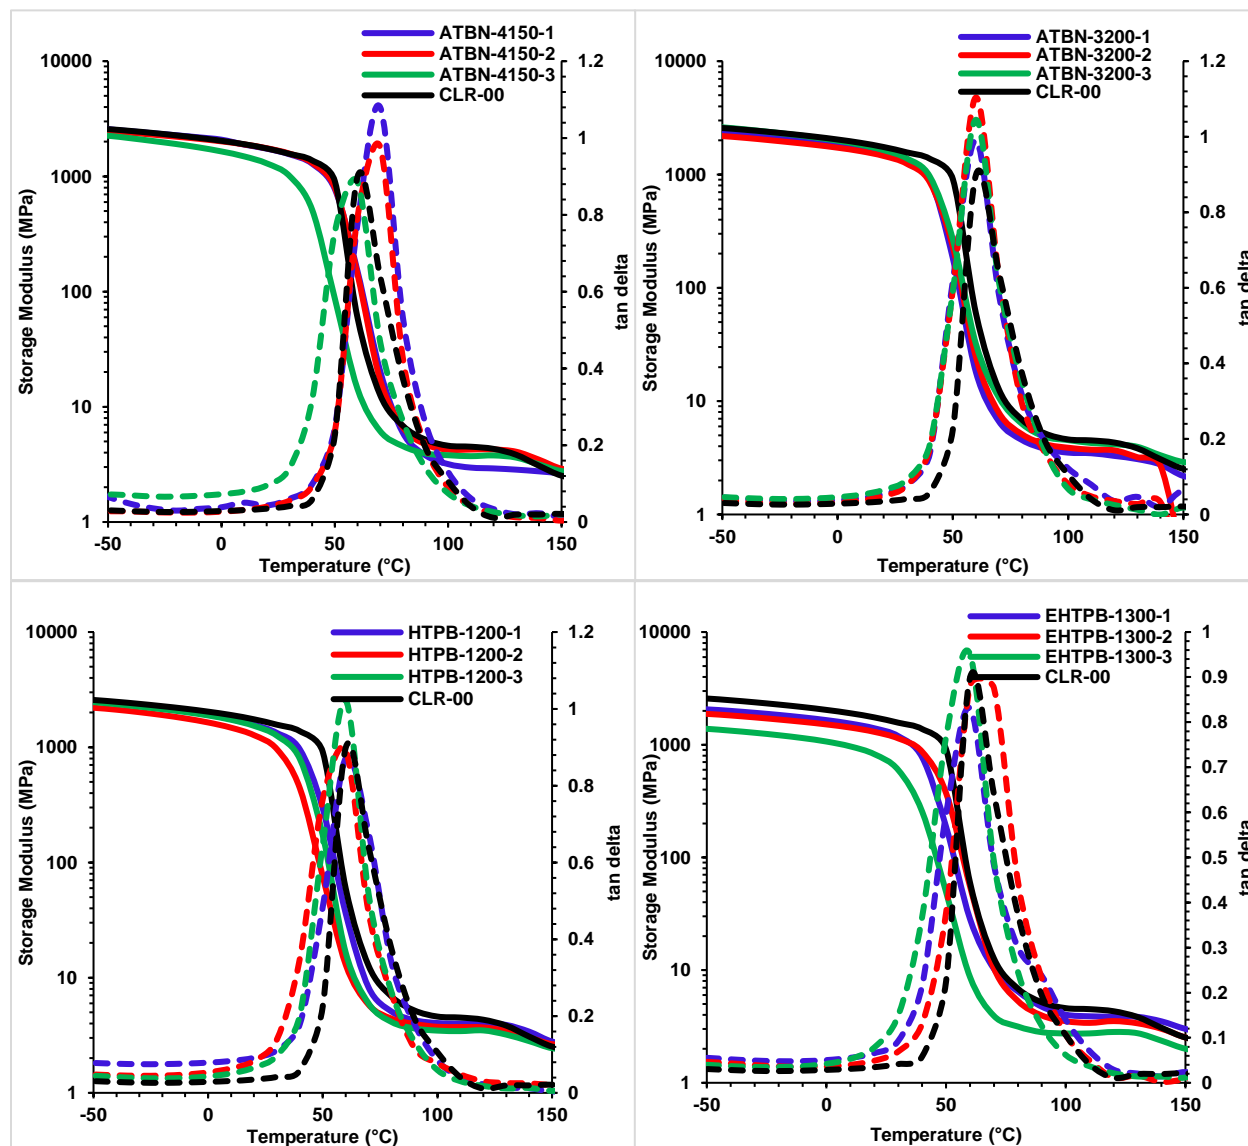 ATBN-4150-1
ATBN-4150-2
ATBN-4150-3
CLR-00
10000
1000
100
10
1
1.2
1
0.8
0.6
0.4
0.2
0
-50
0
50
100
150
Storage Modulus (MPa)
tan delta
Temperature (°C)
ATBN-3200-1
ATBN-3200-2
ATBN-3200-3
CLR-00
10000
1000
100
10
1
1.2
1
0.8
0.6
0.4
0.2
0
-50
0
50
100
150
Storage Modulus (MPa)
tan delta
Temperature (°C)
HTPB-1200-1
HTPB-1200-2
HTPB-1200-3
CLR-00
10000
1000
100
10
1
1.2
1
0.8
0.6
0.4
0.2
0
-50
0
50
100
150
Storage Modulus (MPa)
tan delta
Temperature (°C)
EHTPB-1300-1
EHTPB-1300-2
EHTPB-1300-3
CLR-00
10000
1000
100
10
1
1
0.9
0.8
0.7
0.6
0.5
0.4
0.3
0.2
0.1
0
-50
0
50
100
150
Storage Modulus (MPa)
tan delta
Temperature (°C)